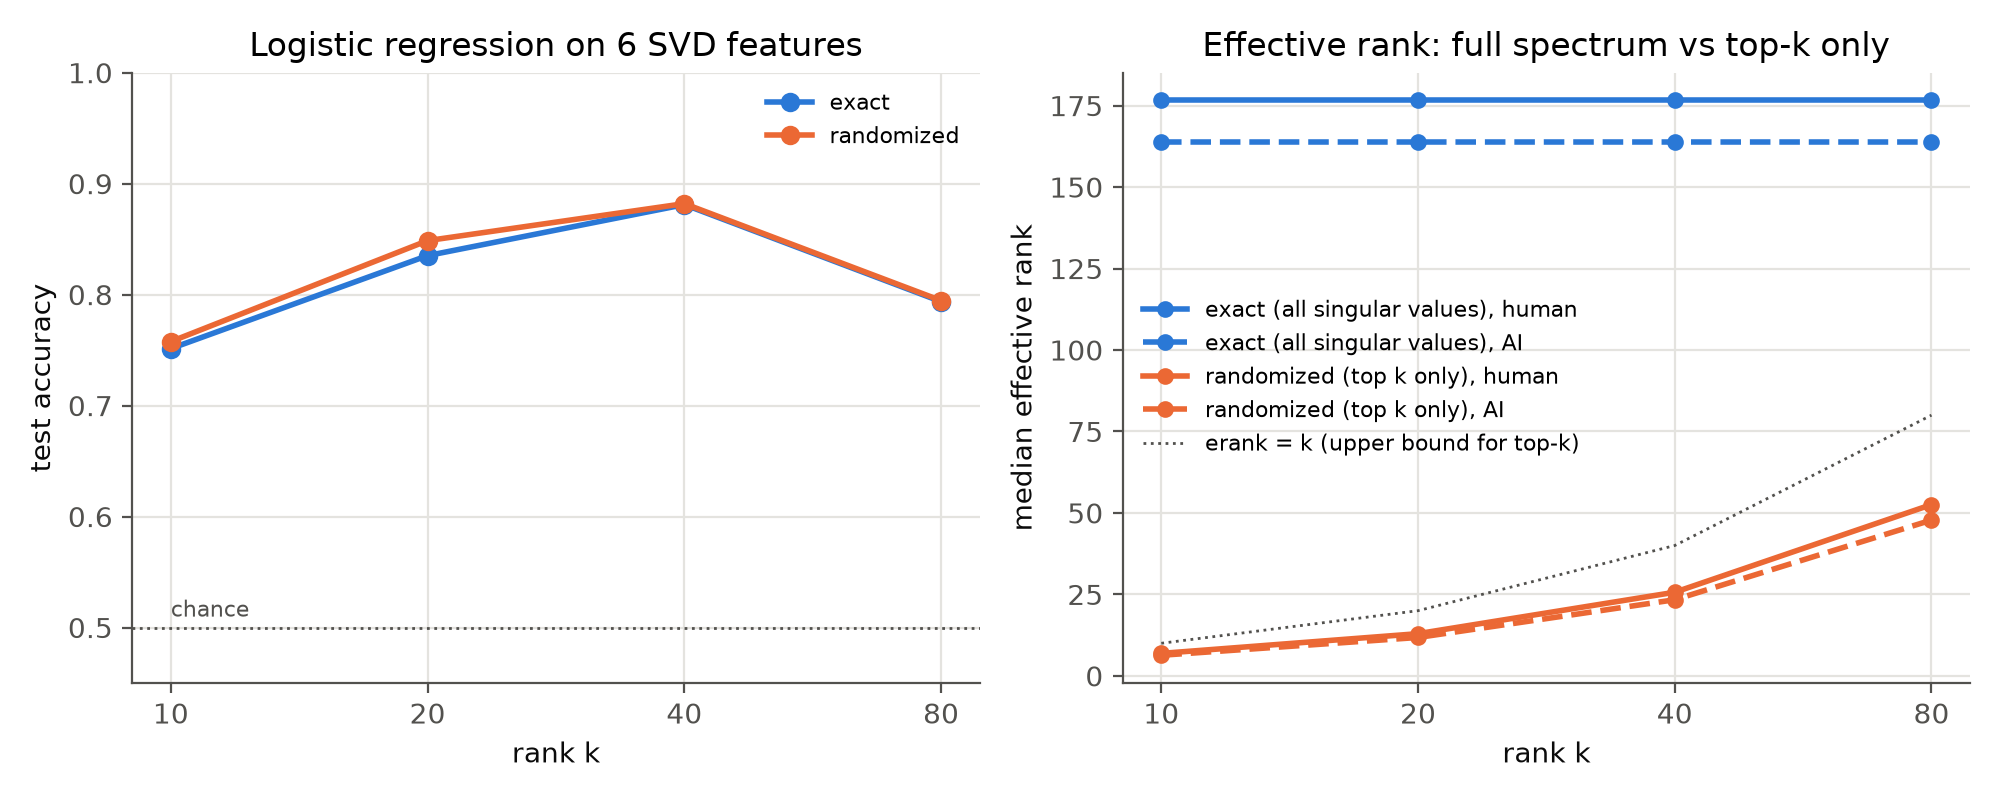 Logistic regression on 6 SVD features
1.0
0.9
0.8
0.7
0.6
0.5
test accuracy
exact
randomized
chance
10 20 40 80
rank k
Effective rank: full spectrum vs top-k only
175
150
125
100
75
50
25
0
median effective rank
exact (all singular values), human
exact (all singular values), AI
randomized (top k only), human
randomized (top k only), AI
erank = k (upper bound for top-k)
10 20 40 80
rank k